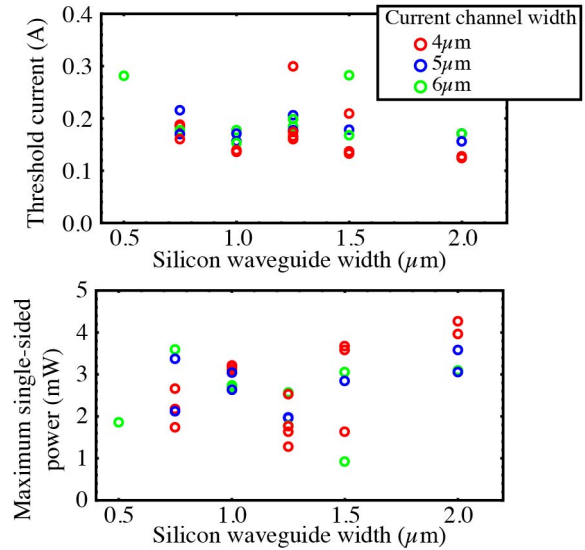 Current channel width
4μm
5μm
6μm
Threshold current (A)
0.4
0.3
0.2
0.1
0.0
0.5 1.0 1.5 2.0
Silicon waveguide width (μm)
Maximum single-sided
power (mW)
5
4
3
2
1
0
0.5 1.0 1.5 2.0
Silicon waveguide width (μm)